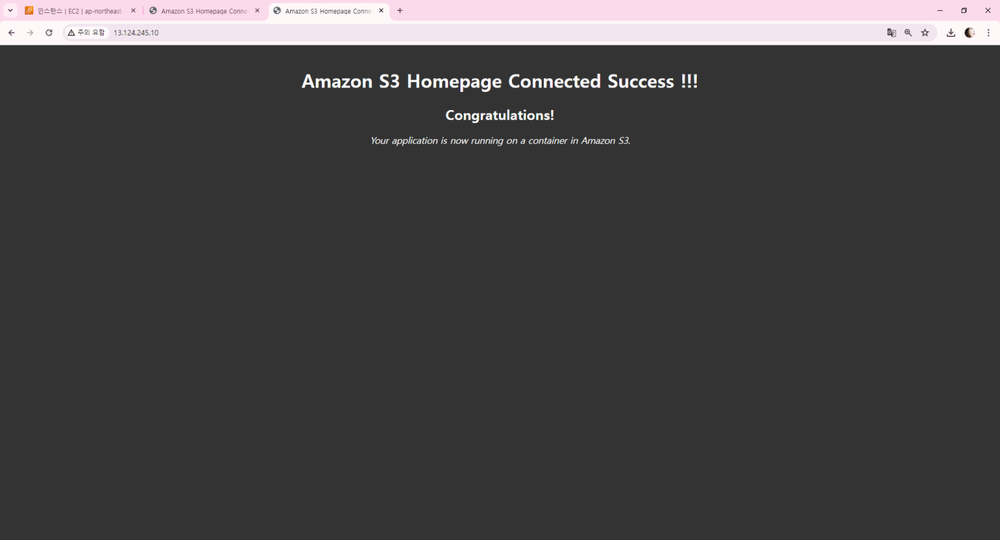 인스턴스 | EC2 | ap-northeast-
Amazon S3 Homepage Conne
Amazon S3 Homepage Conne
주의 요함
13.124.245.10
Amazon S3 Homepage Connected Success !!!
Congratulations!
Your application is now running on a container in Amazon S3.